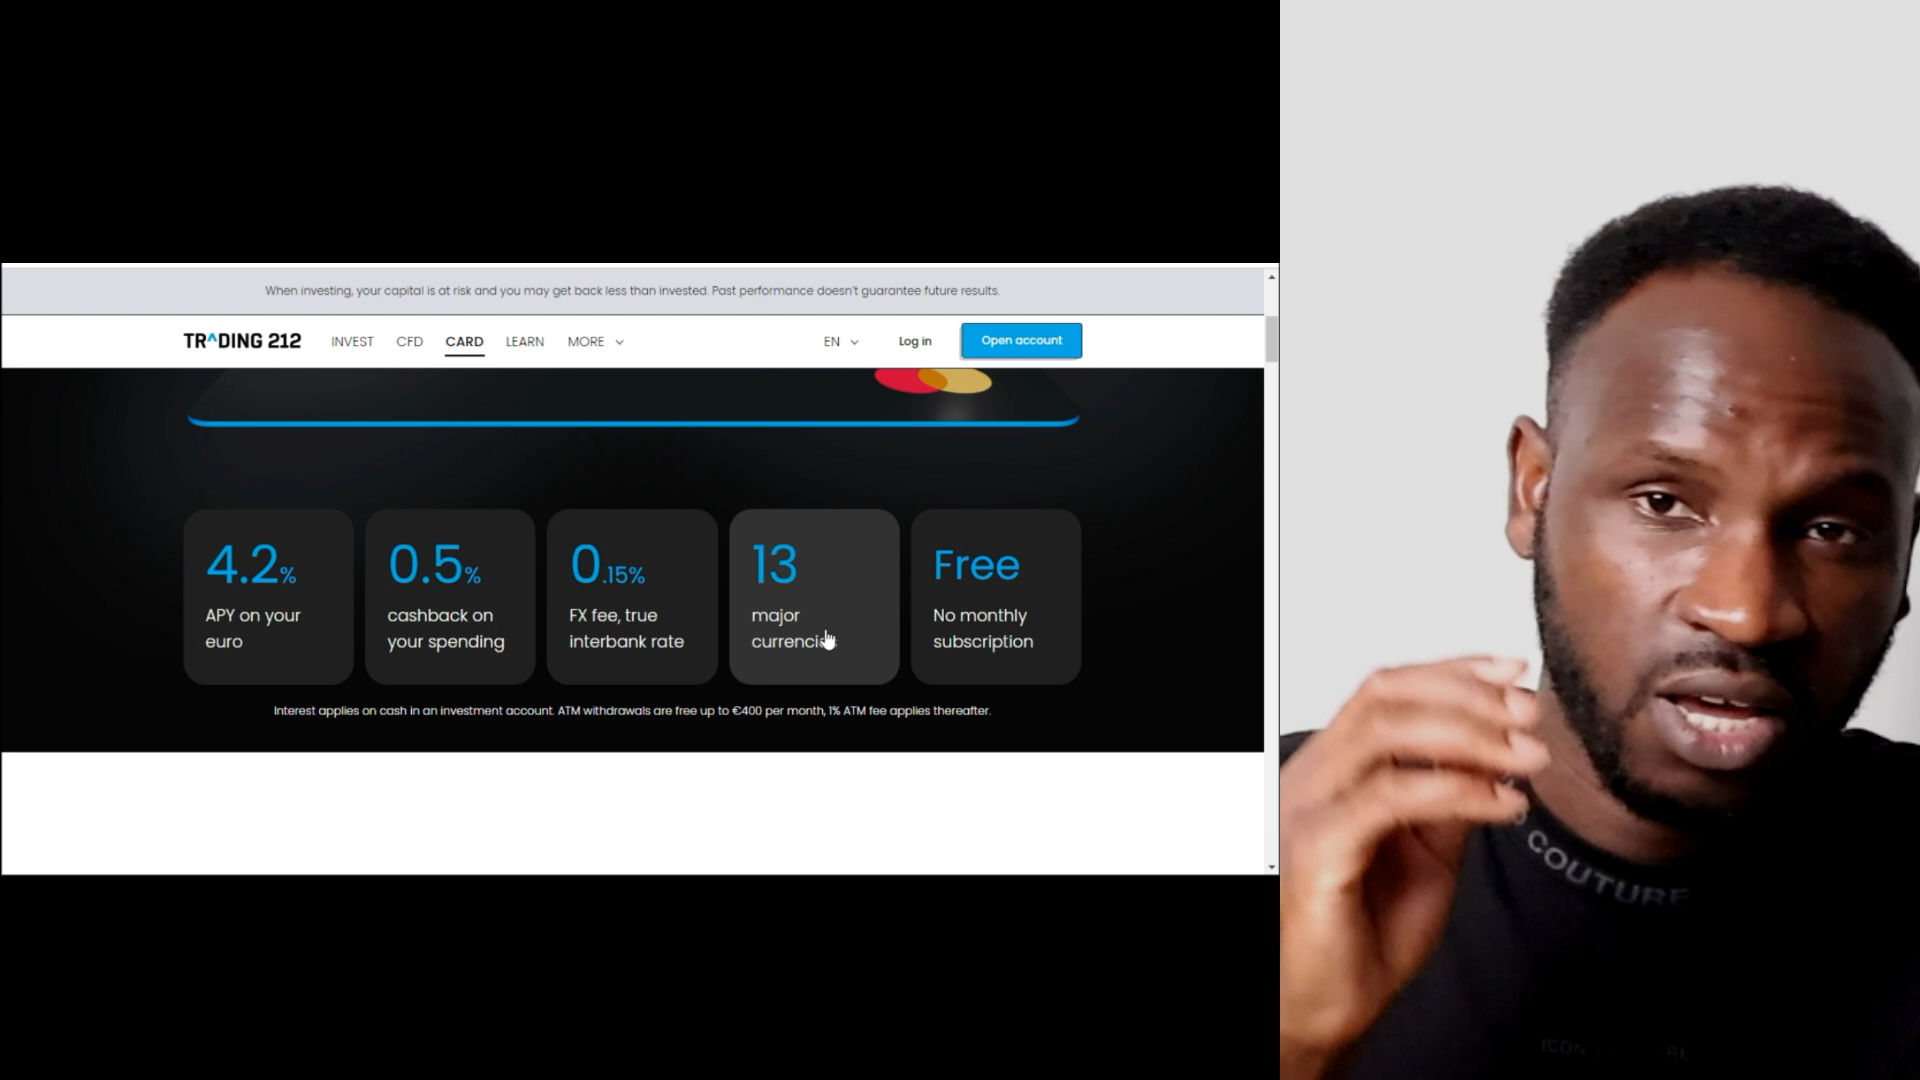 When investing, your capital is at risk and you may get back less than invested. Past performance doesn't guarantee future results.
TR^DING 212 INVEST CFD CARD LEARN MORE EN Log in Open account
4.2% 0.5% 0.15% 13 Free
APY on your euro
cashback on your spending
FX fee, true interbank rate
major
No monthly subscription
Interest applies on cash in an investment account. ATM withdrawals are free up to €400 per month, 1% ATM fee applies thereafter.
COUTURE
ICON